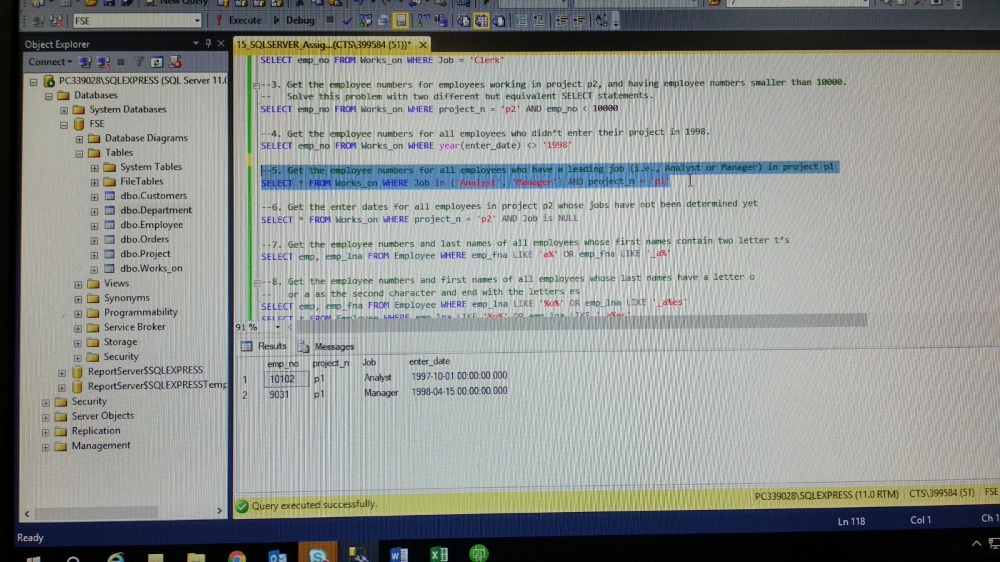 New Query
FSE
Execute
Debug
Object Explorer
Connect
PC339028\SQLEXPRESS (SQL Server 11.0
Databases
System Databases
FSE
Database Diagrams
Tables
System Tables
FileTables
dbo.Customers
dbo.Department
dbo.Employee
dbo.Orders
dbo.Project
dbo.Works_on
Views
Synonyms
Programmability
Service Broker
Storage
Security
ReportServer$SQLEXPRESS
ReportServer$SQLEXPRESSTemp
Security
Server Objects
Replication
Management
15_SQLSERVER_Assig...(CTS\399584 (51))*
SELECT emp_no FROM Works_on WHERE Job = 'Clerk'
--3. Get the employee numbers for employees working in project p2, and having employee numbers smaller than 10000.
-- Solve this problem with two different but equivalent SELECT statements.
SELECT emp_no FROM Works_on WHERE project_n = 'p2' AND emp_no < 10000
--4. Get the employee numbers for all employees who didn't enter their project in 1998.
SELECT emp_no FROM Works_on WHERE year(enter_date) <> '1998'
--5. Get the employee numbers for all employees who have a leading job (i.e., Analyst or Manager) in project p1
SELECT * FROM Works_on WHERE Job in ('Analyst', 'Manager') AND project_n = 'p1'
--6. Get the enter dates for all employees in project p2 whose jobs have not been determined yet
SELECT * FROM Works_on WHERE project_n = 'p2' AND Job is NULL
--7. Get the employee numbers and last names of all employees whose first names contain two letter t’s
SELECT emp, emp_lna FROM Employee WHERE emp_fna LIKE 'a%' OR emp_fna LIKE '_a%'
--8. Get the employee numbers and first names of all employees whose last names have a letter o
-- or a as the second character and end with the letters es
SELECT emp, emp_fna FROM Employee WHERE emp_lna LIKE '%o%' OR emp_lna LIKE '_a%es'
SELECT * FROM Employee WHERE emp_lna LIKE '%o%' OR emp_lna LIKE
91 %
Results Messages
emp_no project_n Job enter_date
1 10102 p1 Analyst 1997-10-01 00:00:00.000
2 9031 p1 Manager 1998-04-15 00:00:00.000
Query executed successfully.
PC339028\SQLEXPRESS (11.0 RTM) CTS\399584 (51) FSE
Ready
Ln 118 Col 1 Ch 1